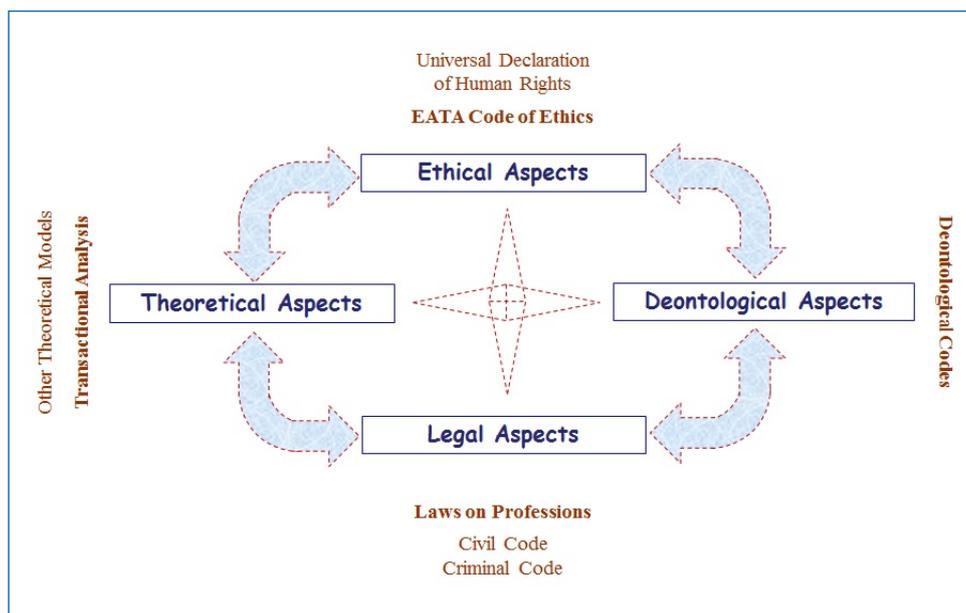 Universal Declaration
of Human Rights
EATA Code of Ethics
Ethical Aspects
Other Theoretical Models
Transactional Analysis
Theoretical Aspects
Deontological Aspects
Deontological Codes
Legal Aspects
Laws on Professions
Civil Code
Criminal Code